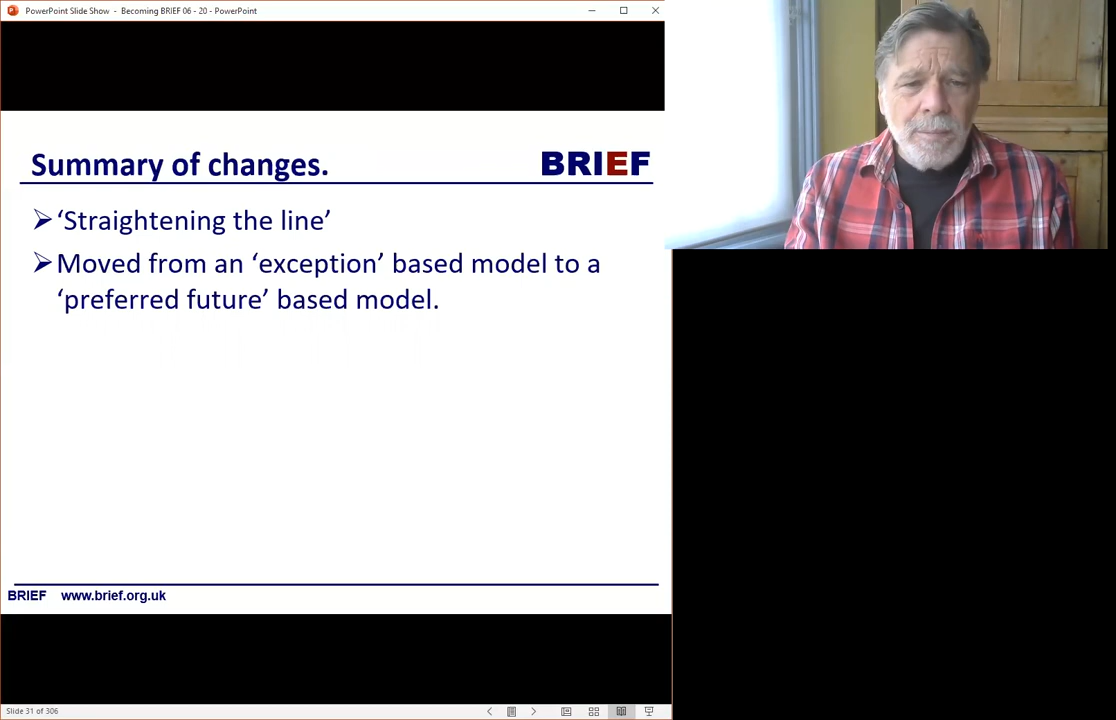 PowerPoint Slide Show - Becoming BRIEF 06 - 20 - PowerPoint
Summary of changes.
BRIEF
‘Straightening the line’
Moved from an ‘exception’ based model to a
‘preferred future’ based model.
BRIEF www.brief.org.uk
Slide 31 of 306